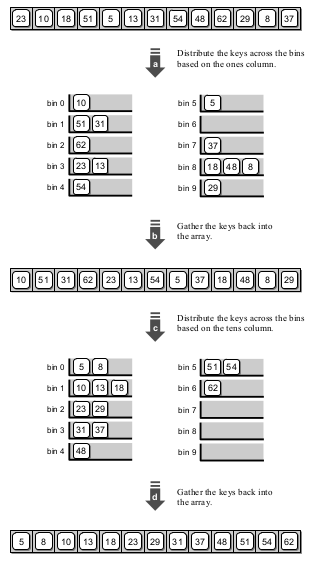 23 10 18 51 5 13 31 54 48 62 29 8 37
a
Distribute the keys across the bins
based on the ones column.
bin 0 10
bin 1 51 31
bin 2 62
bin 3 23 13
bin 4 54
bin 5 5
bin 6
bin 7 37
bin 8 18 48 8
bin 9 29
b
Gather the keys back into
the array.
10 51 31 62 23 13 54 5 37 18 48 8 29
c
Distribute the keys across the bins
based on the tens column.
bin 0 5 8
bin 1 10 13 18
bin 2 23 29
bin 3 31 37
bin 4 48
bin 5 51 54
bin 6 62
bin 7
bin 8
bin 9
d
Gather the keys back into
the array.
5 8 10 13 18 23 29 31 37 48 51 54 62